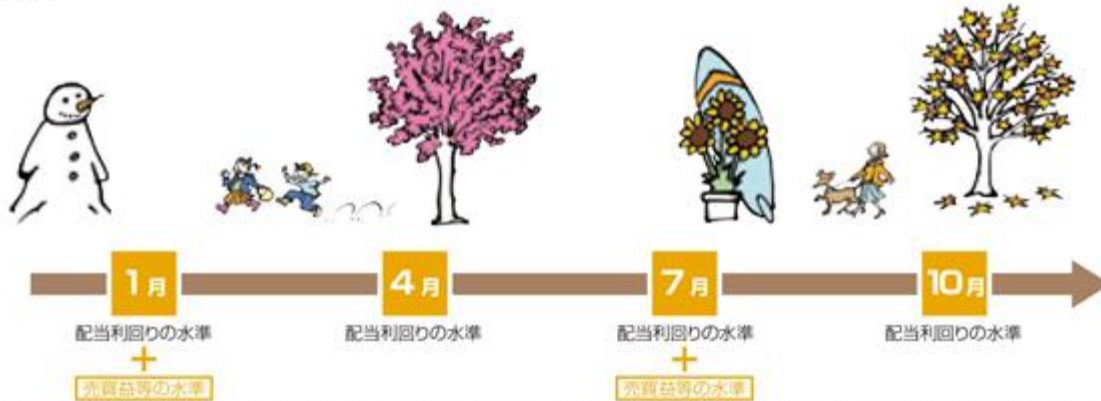 1月
4月
7月
10月
配当利回りの水準
配当利回りの水準
配当利回りの水準
配当利回りの水準
+
+
売買益等の水準
売買益等の水準